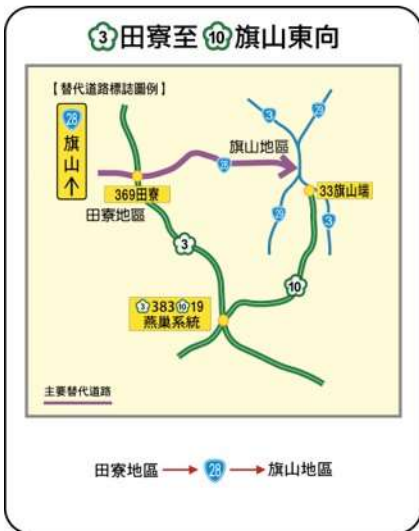 3 田寮至 10 旗山東向
【替代道路標誌圖例】
28
旗
山
↑
3
29
旗山地區
28
369田寮
33旗山端
田寮地區
29
3
3
10
3 383 10 19
燕巢系統
主要替代道路
田寮地區 → 28 → 旗山地區